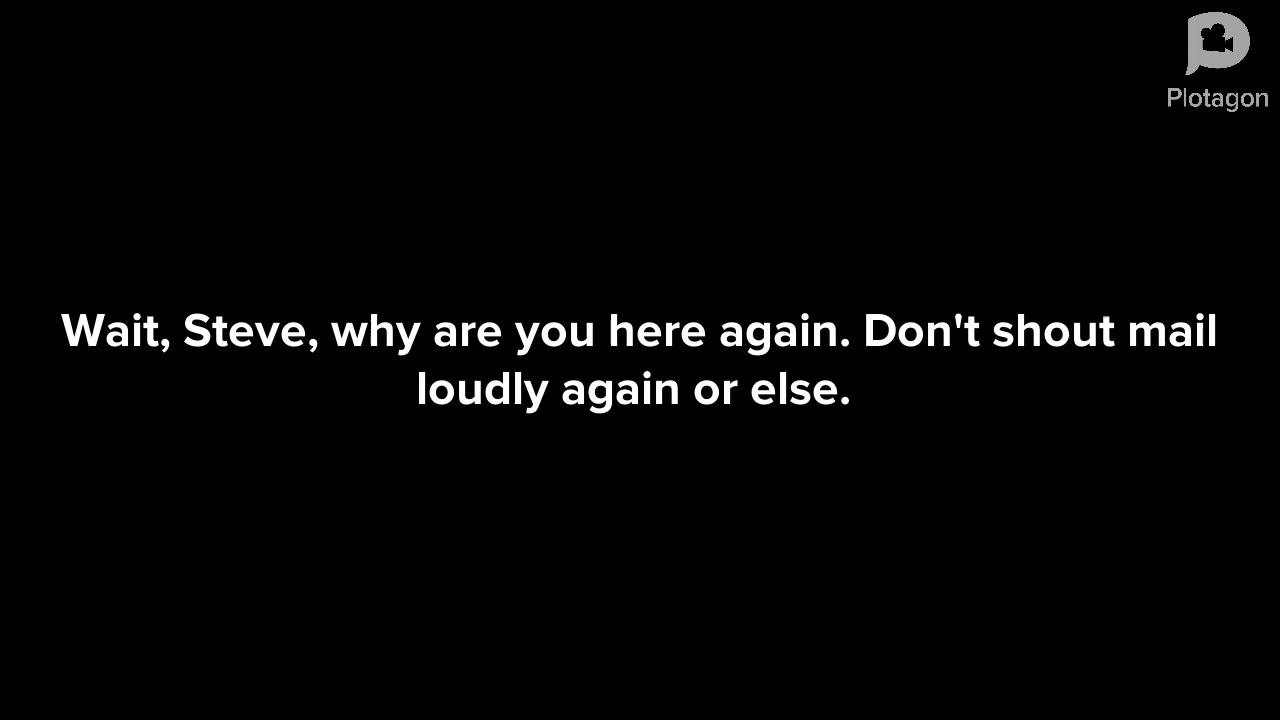 Plotagon
Wait, Steve, why are you here again. Don't shout mail
loudly again or else.